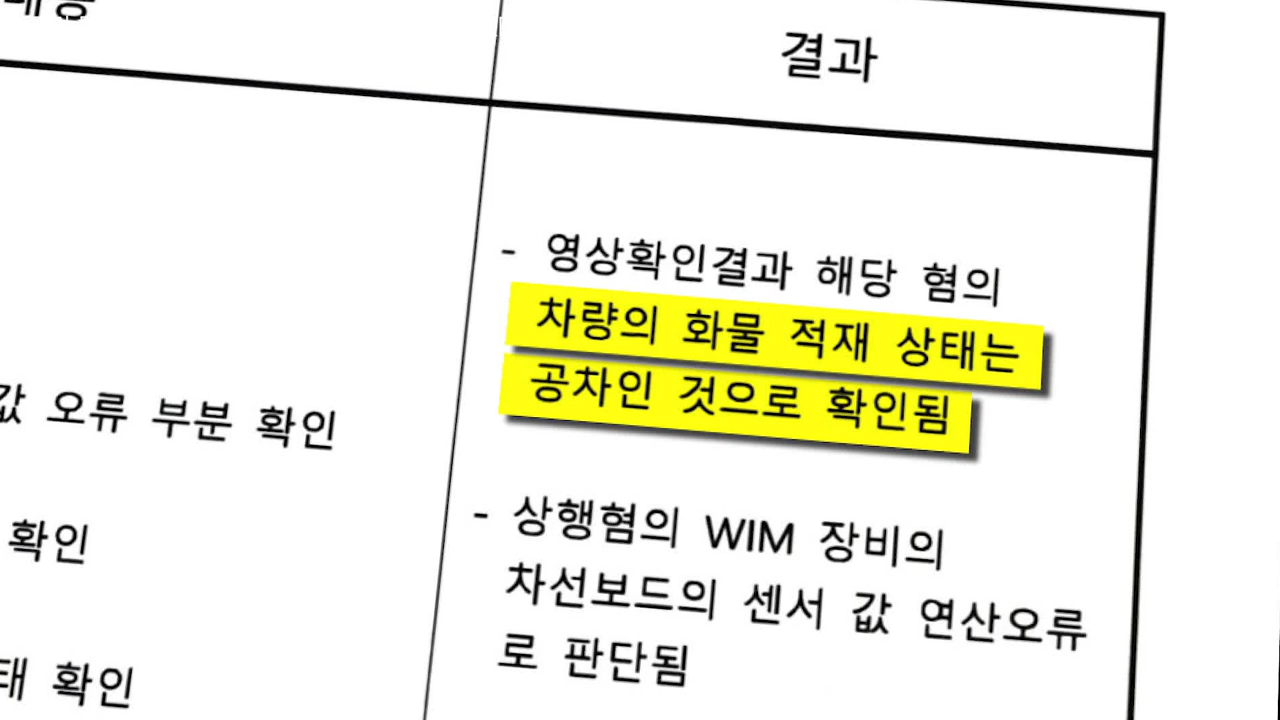 결과
- 영상확인결과 해당 혐의
차량의 화물 적재 상태는
공차인 것으로 확인됨
값 오류 부분 확인
- 상행혐의 WIM 장비의
확인
차선보드의 센서 값 연산오류
로 판단됨
확인